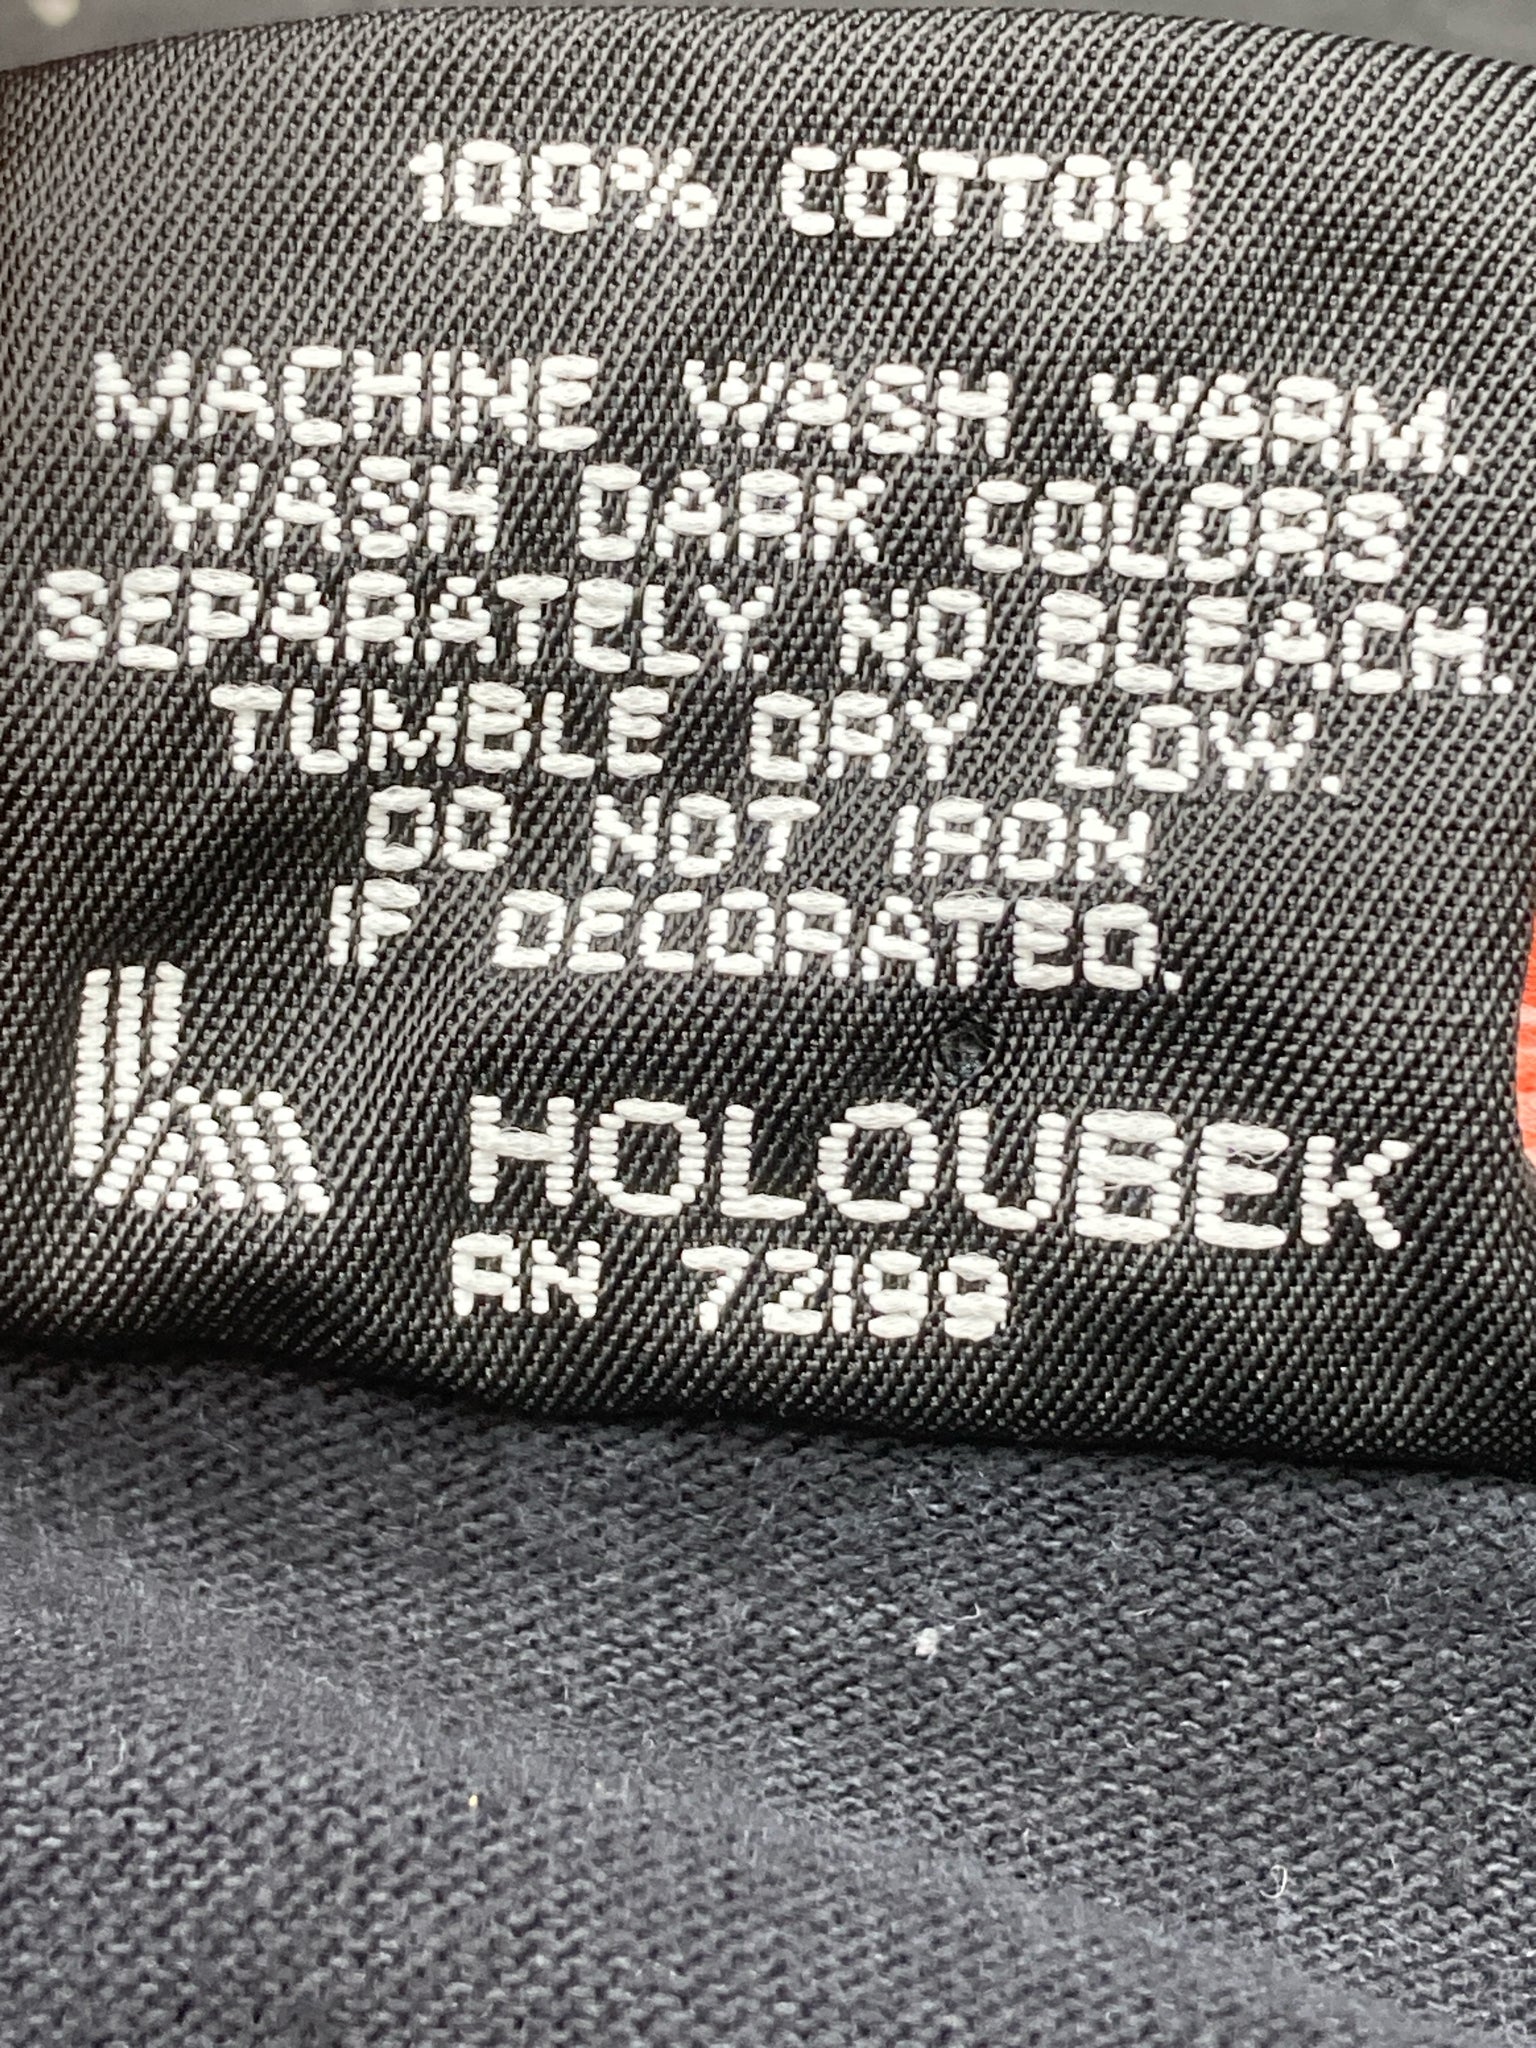 100% COTTON
MACHINE WASH WARM.
WASH DARK COLORS
SEPARATELY. NO BLEACH.
TUMBLE DRY LOW.
DO NOT IRON
IF DECORATED.
HOLOUBEK
RN 72199